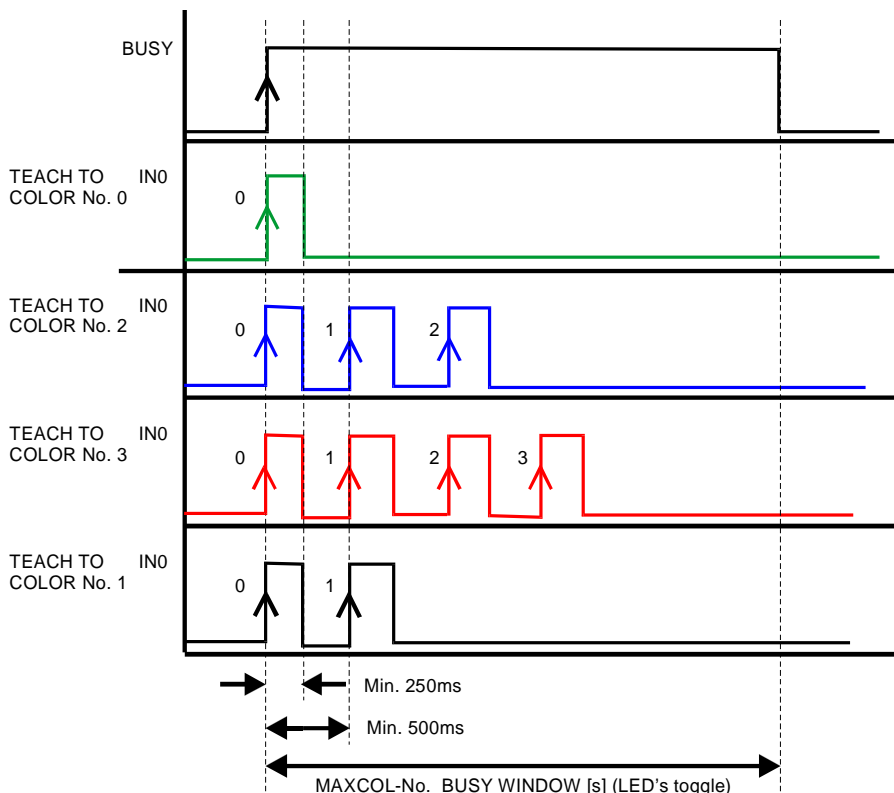 BUSY
TEACH TO IN0
COLOR No. 0
0
TEACH TO IN0
COLOR No. 2
0 1 2
TEACH TO IN0
COLOR No. 3
0 1 2 3
TEACH TO IN0
COLOR No. 1
0 1
Min. 250ms
Min. 500ms
MAXCOL-No. BUSY WINDOW [s] (LED's toggle)